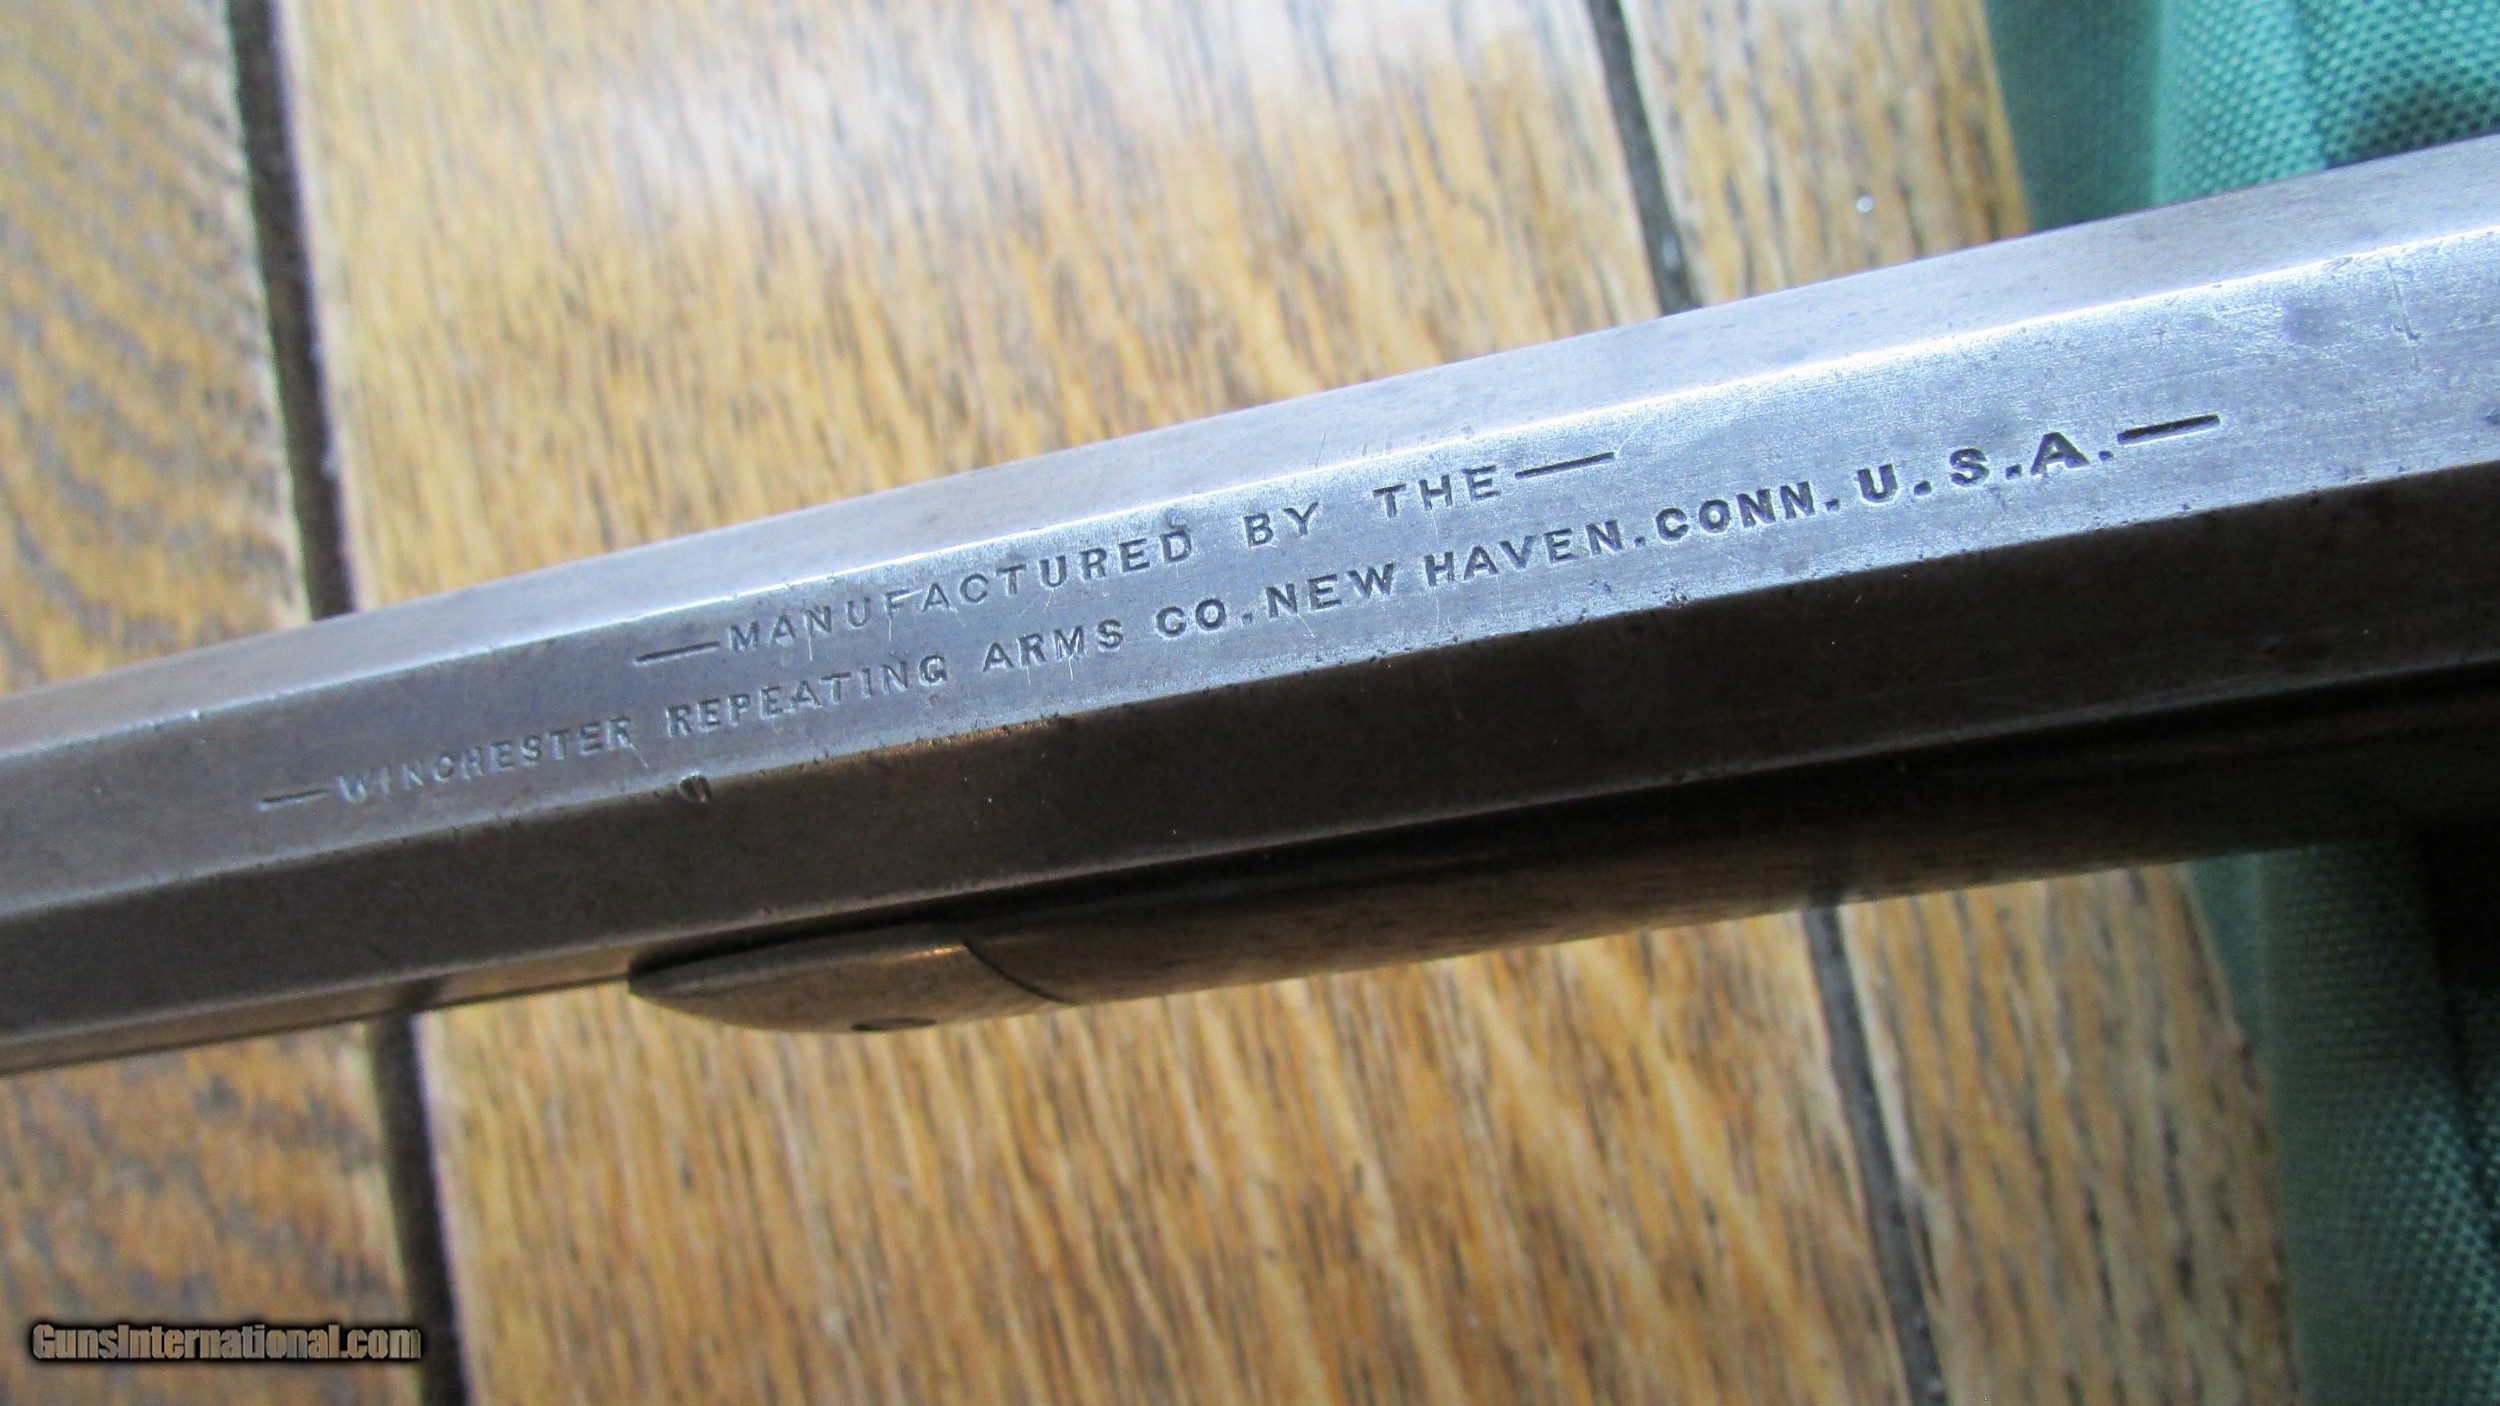 —MANUFACTURED BY THE—
—WINCHESTER REPEATING ARMS CO. NEW HAVEN. CONN. U.S.A.—
GunsInternational.com